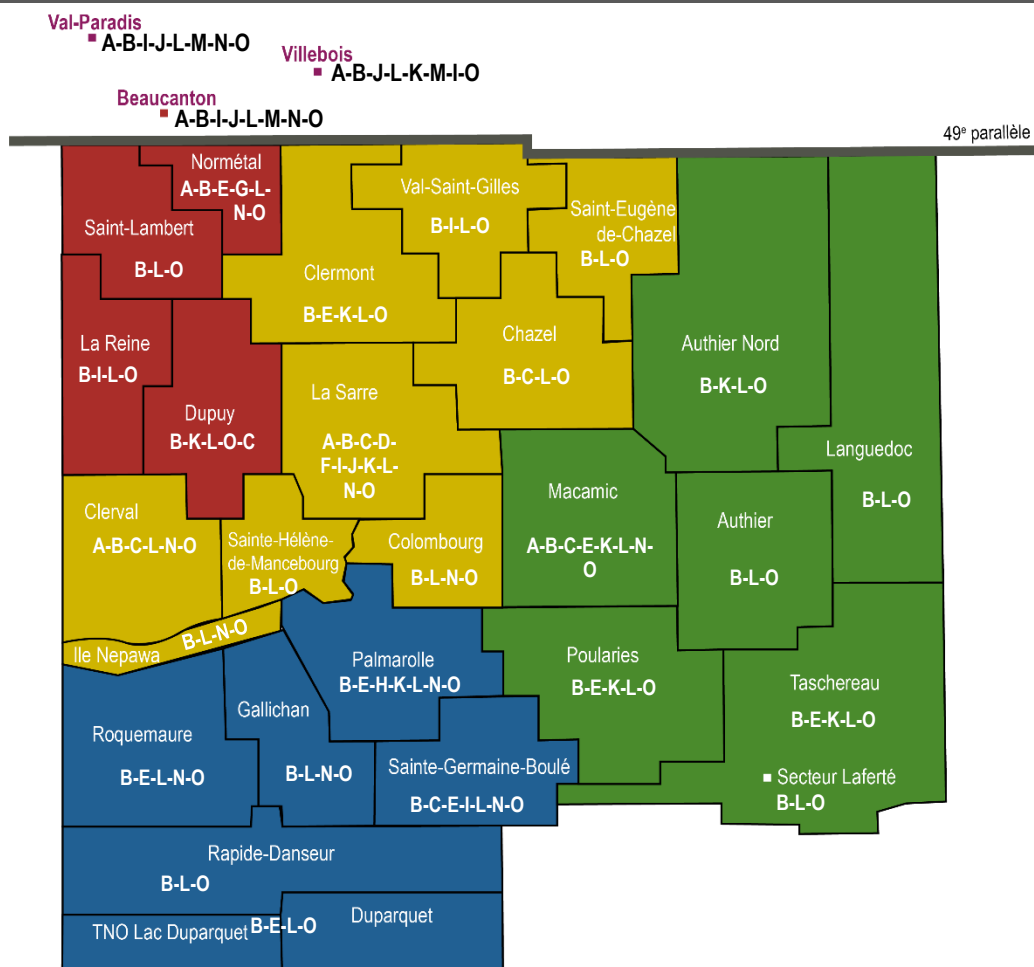 Val-Paradis
A-B-I-J-L-M-N-O
Villebois
A-B-J-L-K-M-I-O
Beaucanton
A-B-I-J-L-M-N-O
49e parallèle
Normétal
A-B-E-G-L-
N-O
Saint-Lambert
B-L-O
Val-Saint-Gilles
B-I-L-O
Saint-Eugène
de-Chazel
B-L-O
Clermont
B-E-K-L-O
La Reine
B-I-L-O
Chazel
B-C-L-O
Authier Nord
B-K-L-O
Dupuy
B-K-L-O-C
La Sarre
A-B-C-D-
F-I-J-K-L-
N-O
Languedoc
B-L-O
Clerval
A-B-C-L-N-O
Sainte-Hélène-
de-Mancebourg
B-L-O
Colombourg
B-L-N-O
Macamic
A-B-C-E-K-L-N-
O
Authier
B-L-O
Ile Nepawa
B-L-N-O
Palmarolle
B-E-H-K-L-N-O
Poularies
B-E-K-L-O
Taschereau
B-E-K-L-O
Roquemaure
B-E-L-N-O
Gallichan
B-L-N-O
Sainte-Germaine-Boulé
B-C-E-I-L-N-O
Secteur Laferté
B-L-O
Rapide-Danseur
B-L-O
TNO Lac Duparquet
B-E-L-O
Duparquet